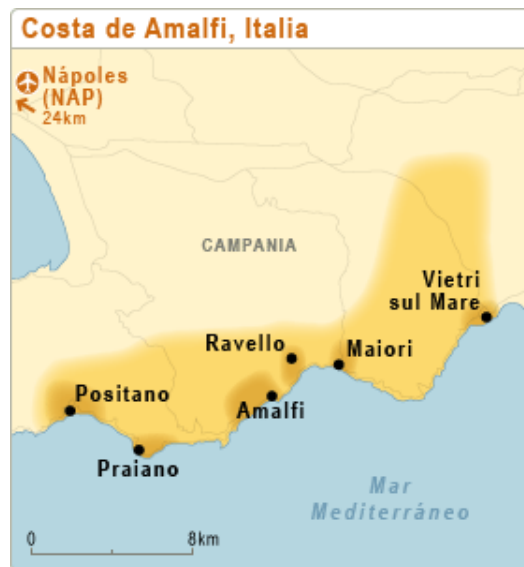 Costa de Amalfi, Italia
Nápoles
(NAP)
24km
CAMPANIA
Vietri
sul Mare
Ravello
Maiori
Positano
Amalfi
Praiano
Mar
Mediterráneo
0 8km